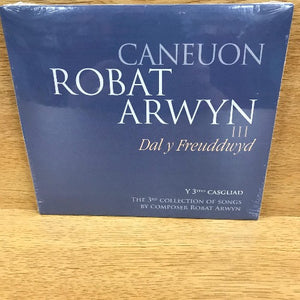 CANEUON
ROBAT
ARWYN
III
Dal y Freuddwyd
Y 3YDD CASGLIAD
THE 3RD COLLECTION OF SONGS
BY COMPOSER ROBAT ARWYN